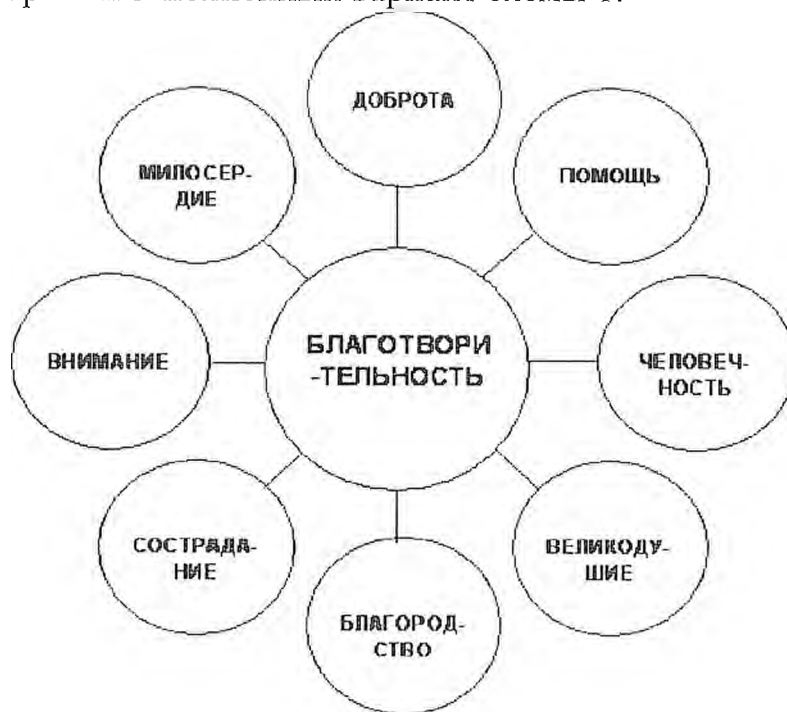 ДОБРОТА
МИЛОСЕР-
ДИЕ
ПОМОЩЬ
ВНИМАНИЕ
БЛАГОТВОРИ
-ТЕЛЬНОСТЬ
ЧЕЛОВЕЧ-
НОСТЬ
СОСТРАДА-
НИЕ
ВЕЛИКОДУ-
ШИЕ
БЛАГОРОД-
СТВО